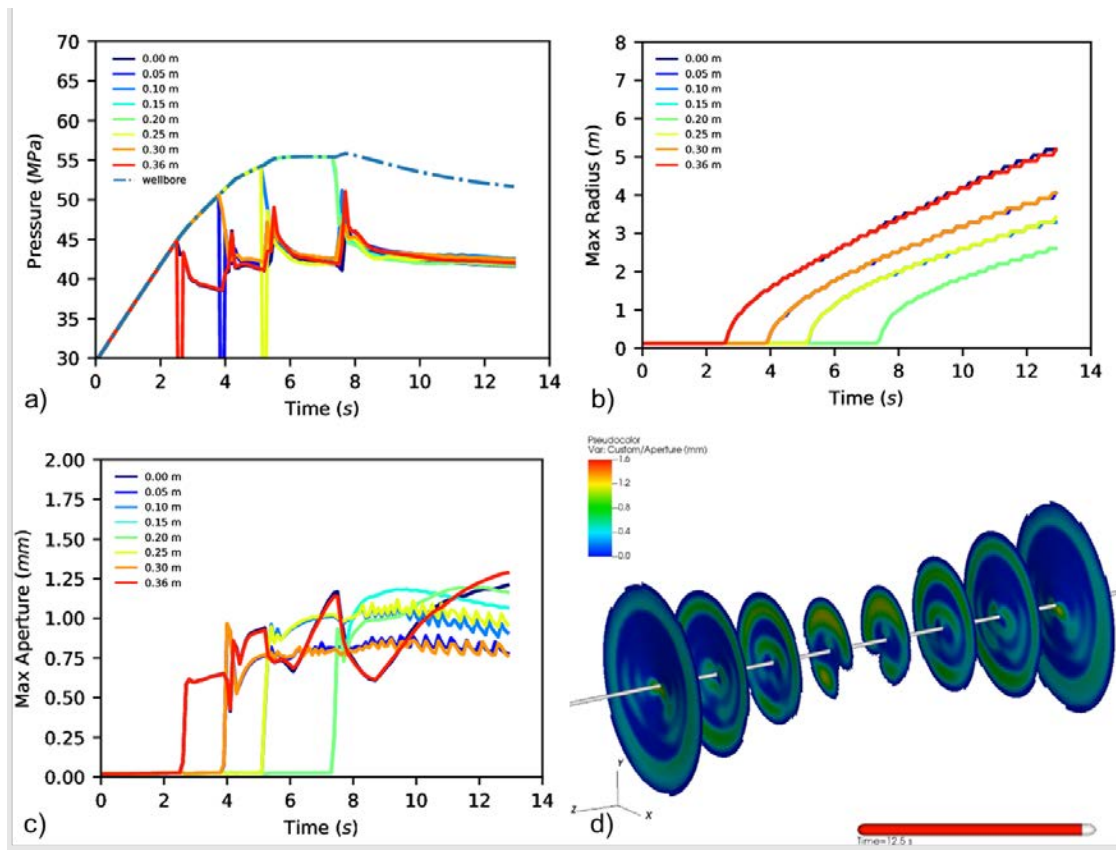 70
65
60
55
50
45
40
35
30
Pressure (MPa)
0.00 m
0.05 m
0.10 m
0.15 m
0.20 m
0.25 m
0.30 m
0.36 m
wellbore
0 2 4 6 8 10 12 14
Time (s)
a)
8
7
6
5
4
3
2
1
0
Max Radius (m)
0.00 m
0.05 m
0.10 m
0.15 m
0.20 m
0.25 m
0.30 m
0.36 m
0 2 4 6 8 10 12 14
Time (s)
b)
2.00
1.75
1.50
1.25
1.00
0.75
0.50
0.25
0.00
Max Aperture (mm)
0.00 m
0.05 m
0.10 m
0.15 m
0.20 m
0.25 m
0.30 m
0.36 m
0 2 4 6 8 10 12 14
Time (s)
c)
Pseudocolor
Var: Custom/Aperture (mm)
1.6
1.2
0.8
0.4
0.0
Y
Z
X
d)
Time=12.5 s